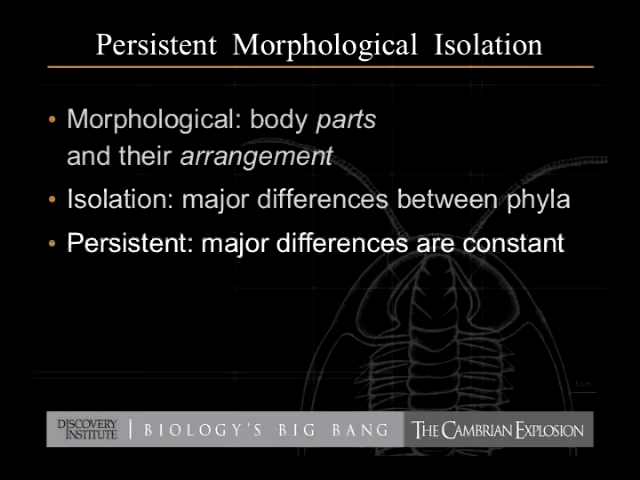 Persistent Morphological Isolation
• Morphological: body parts
and their arrangement
• Isolation: major differences between phyla
• Persistent: major differences are constant
DISCOVERY
INSTITUTE
BIOLOGY'S BIG BANG
THE CAMBRIAN EXPLOSION